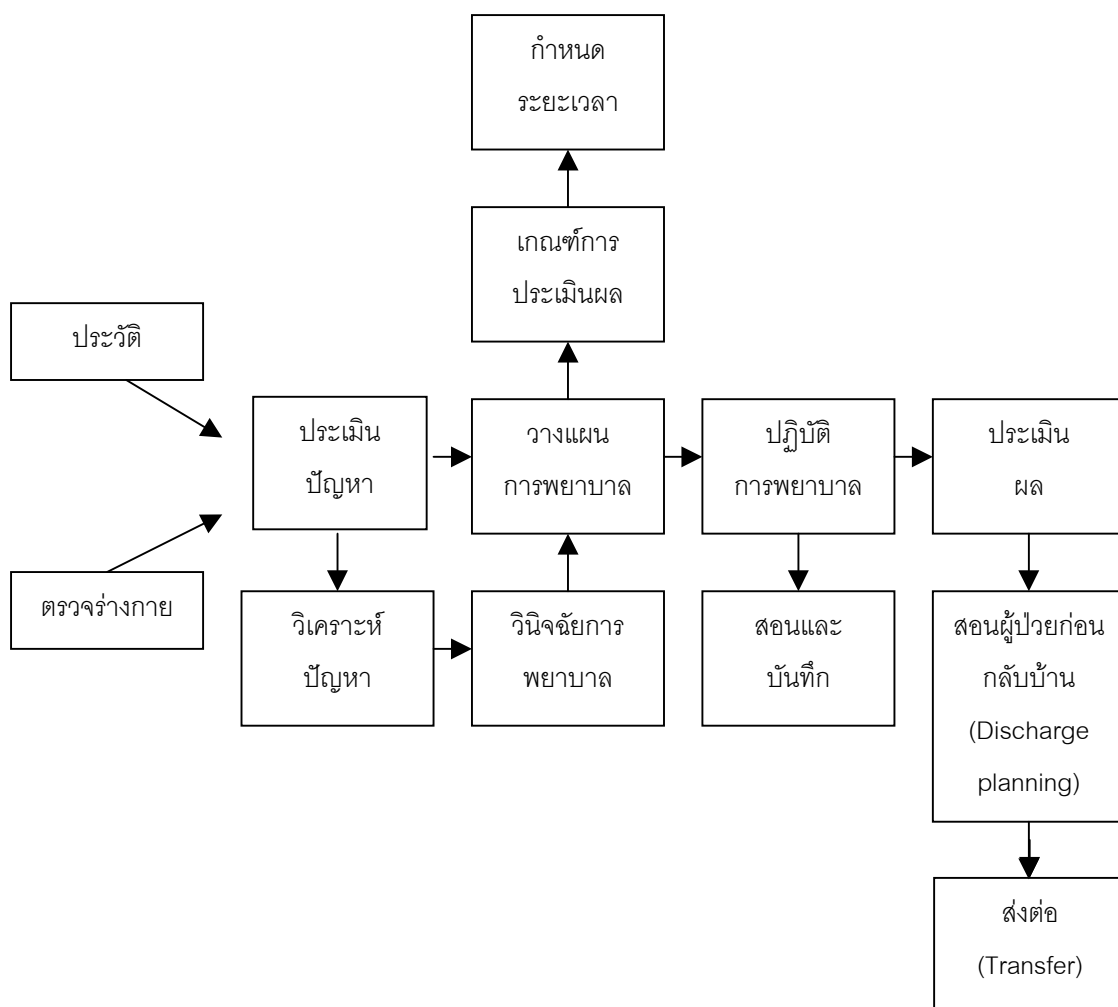 กำหนด
ระยะเวลา
เกณฑ์การ
ประเมินผล
ประวัติ
ตรวจร่างกาย
ประเมิน
ปัญหา
วางแผน
การพยาบาล
ปฏิบัติ
การพยาบาล
ประเมิน
ผล
วิเคราะห์
ปัญหา
วินิจฉัยการ
พยาบาล
สอนและ
บันทึก
สอนผู้ป่วยก่อน
กลับบ้าน
(Discharge
planning)
ส่งต่อ
(Transfer)